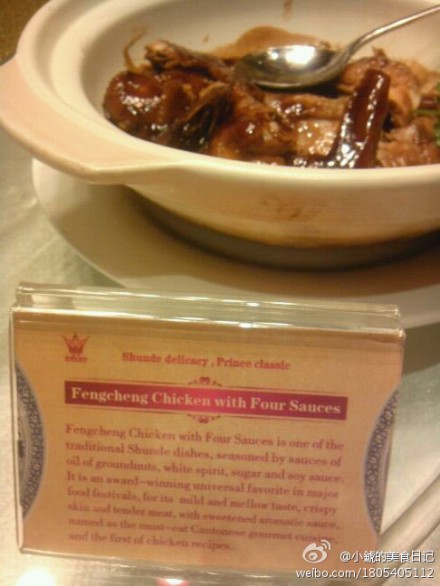 Shunde delicacy , Prince classic
Fengcheng Chicken with Four Sauces
Fengcheng Chicken with Four Sauces is one of the
traditional Shunde dishes, seasoned by sauces of
oil of groundnuts, white spirit, sugar and soy sauce.
It is an award-winning universal favorite in major
food festivals, for its mild and mellow taste, crispy
skin and tender meat, with sweetened aromatic sauce,
named as the must-eat Cantonese gourmet
and the first of chicken recipes.
@小鱿的美食日记
weibo.com/1805405112